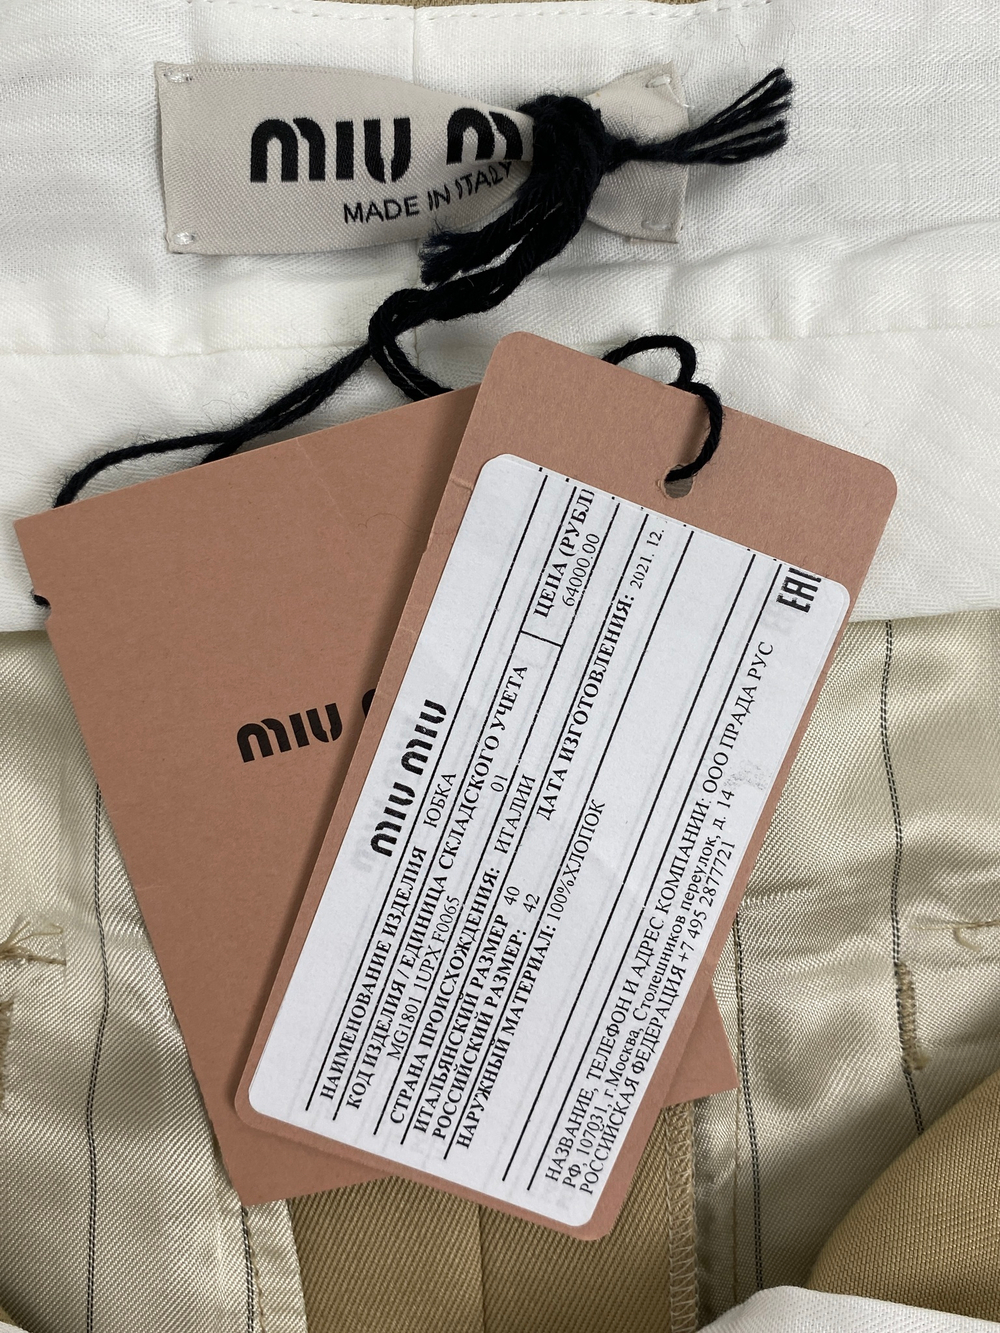 MIU M
MADE IN ITALY
MIU
MIU MIU
НАИМЕНОВАНИЕ ИЗДЕЛИЯ ЮБКА
КОД ИЗДЕЛИЯ / ЕДИНИЦА СКЛАДСКОГО УЧЕТА ЦЕНА (РУБЛ)
MG1801 1UPX F0065 01 64000.00
СТРАНА ПРОИСХОЖДЕНИЯ: ИТАЛИИ ДАТА ИЗГОТОВЛЕНИЯ: 2021. 12.
ИТАЛЬЯНСКИЙ РАЗМЕР 40
РОССИЙСКИЙ РАЗМЕР: 42
НАРУЖНЫЙ МАТЕРИАЛ: 100%ХЛОПОК
EAC
НАЗВАНИЕ, ТЕЛЕФОН И АДРЕС КОМПАНИИ: ООО ПРАДА РУС
РФ, 107031, г.Москва, Столешников переулок, д. 14
РОССИЙСКАЯ ФЕДЕРАЦИЯ +7 495 2877721